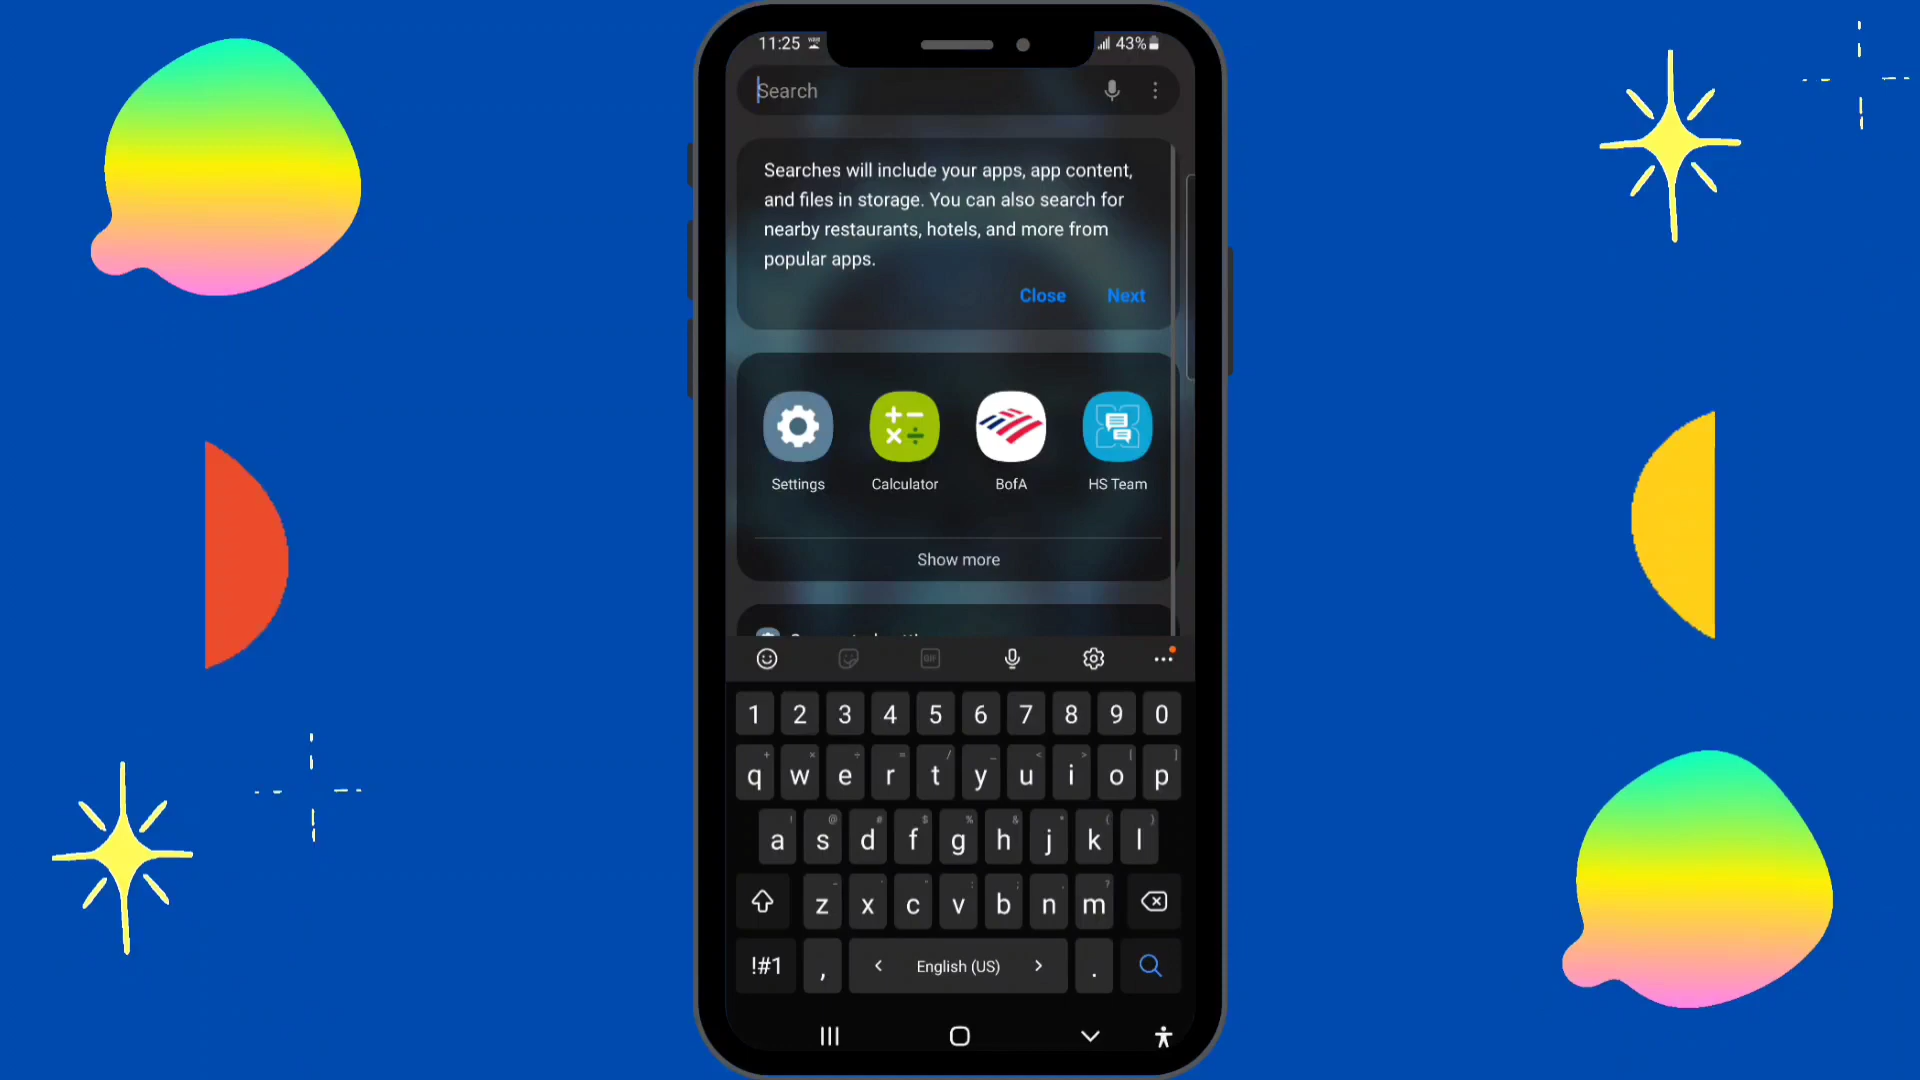 11:25
43%
Search
Searches will include your apps, app content,
and files in storage. You can also search for
nearby restaurants, hotels, and more from
popular apps.
Close Next
Settings Calculator BofA HS Team
Show more
GIF
1 2 3 4 5 6 7 8 9 0
q w e r t y u i o p
a s d f g h j k l
z x c v b n m
!#1 , < English (US) > .